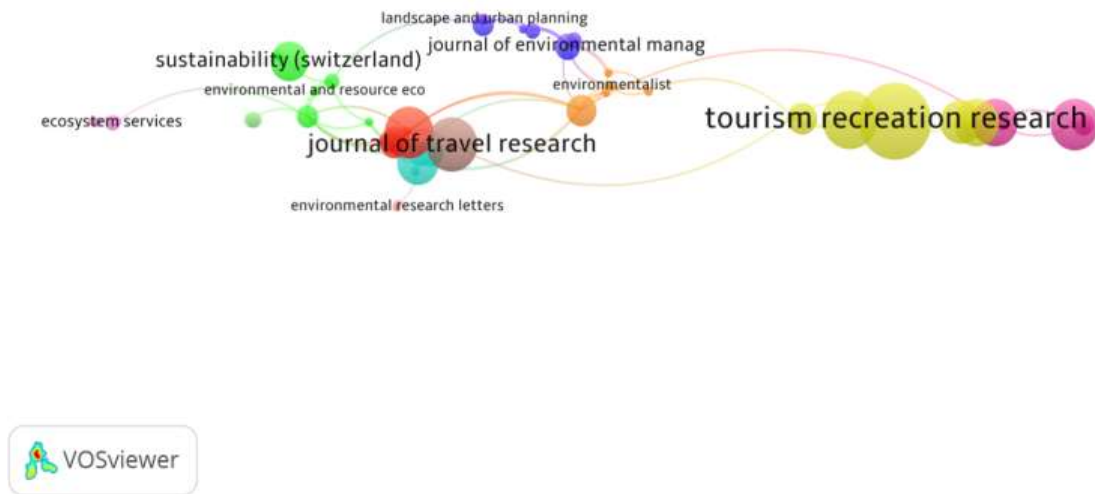 landscape and urban planning
journal of environmental manag
sustainability (switzerland)
environmental and resource eco
environmentalist
ecosystem services
tourism recreation research
journal of travel research
environmental research letters
VOSviewer